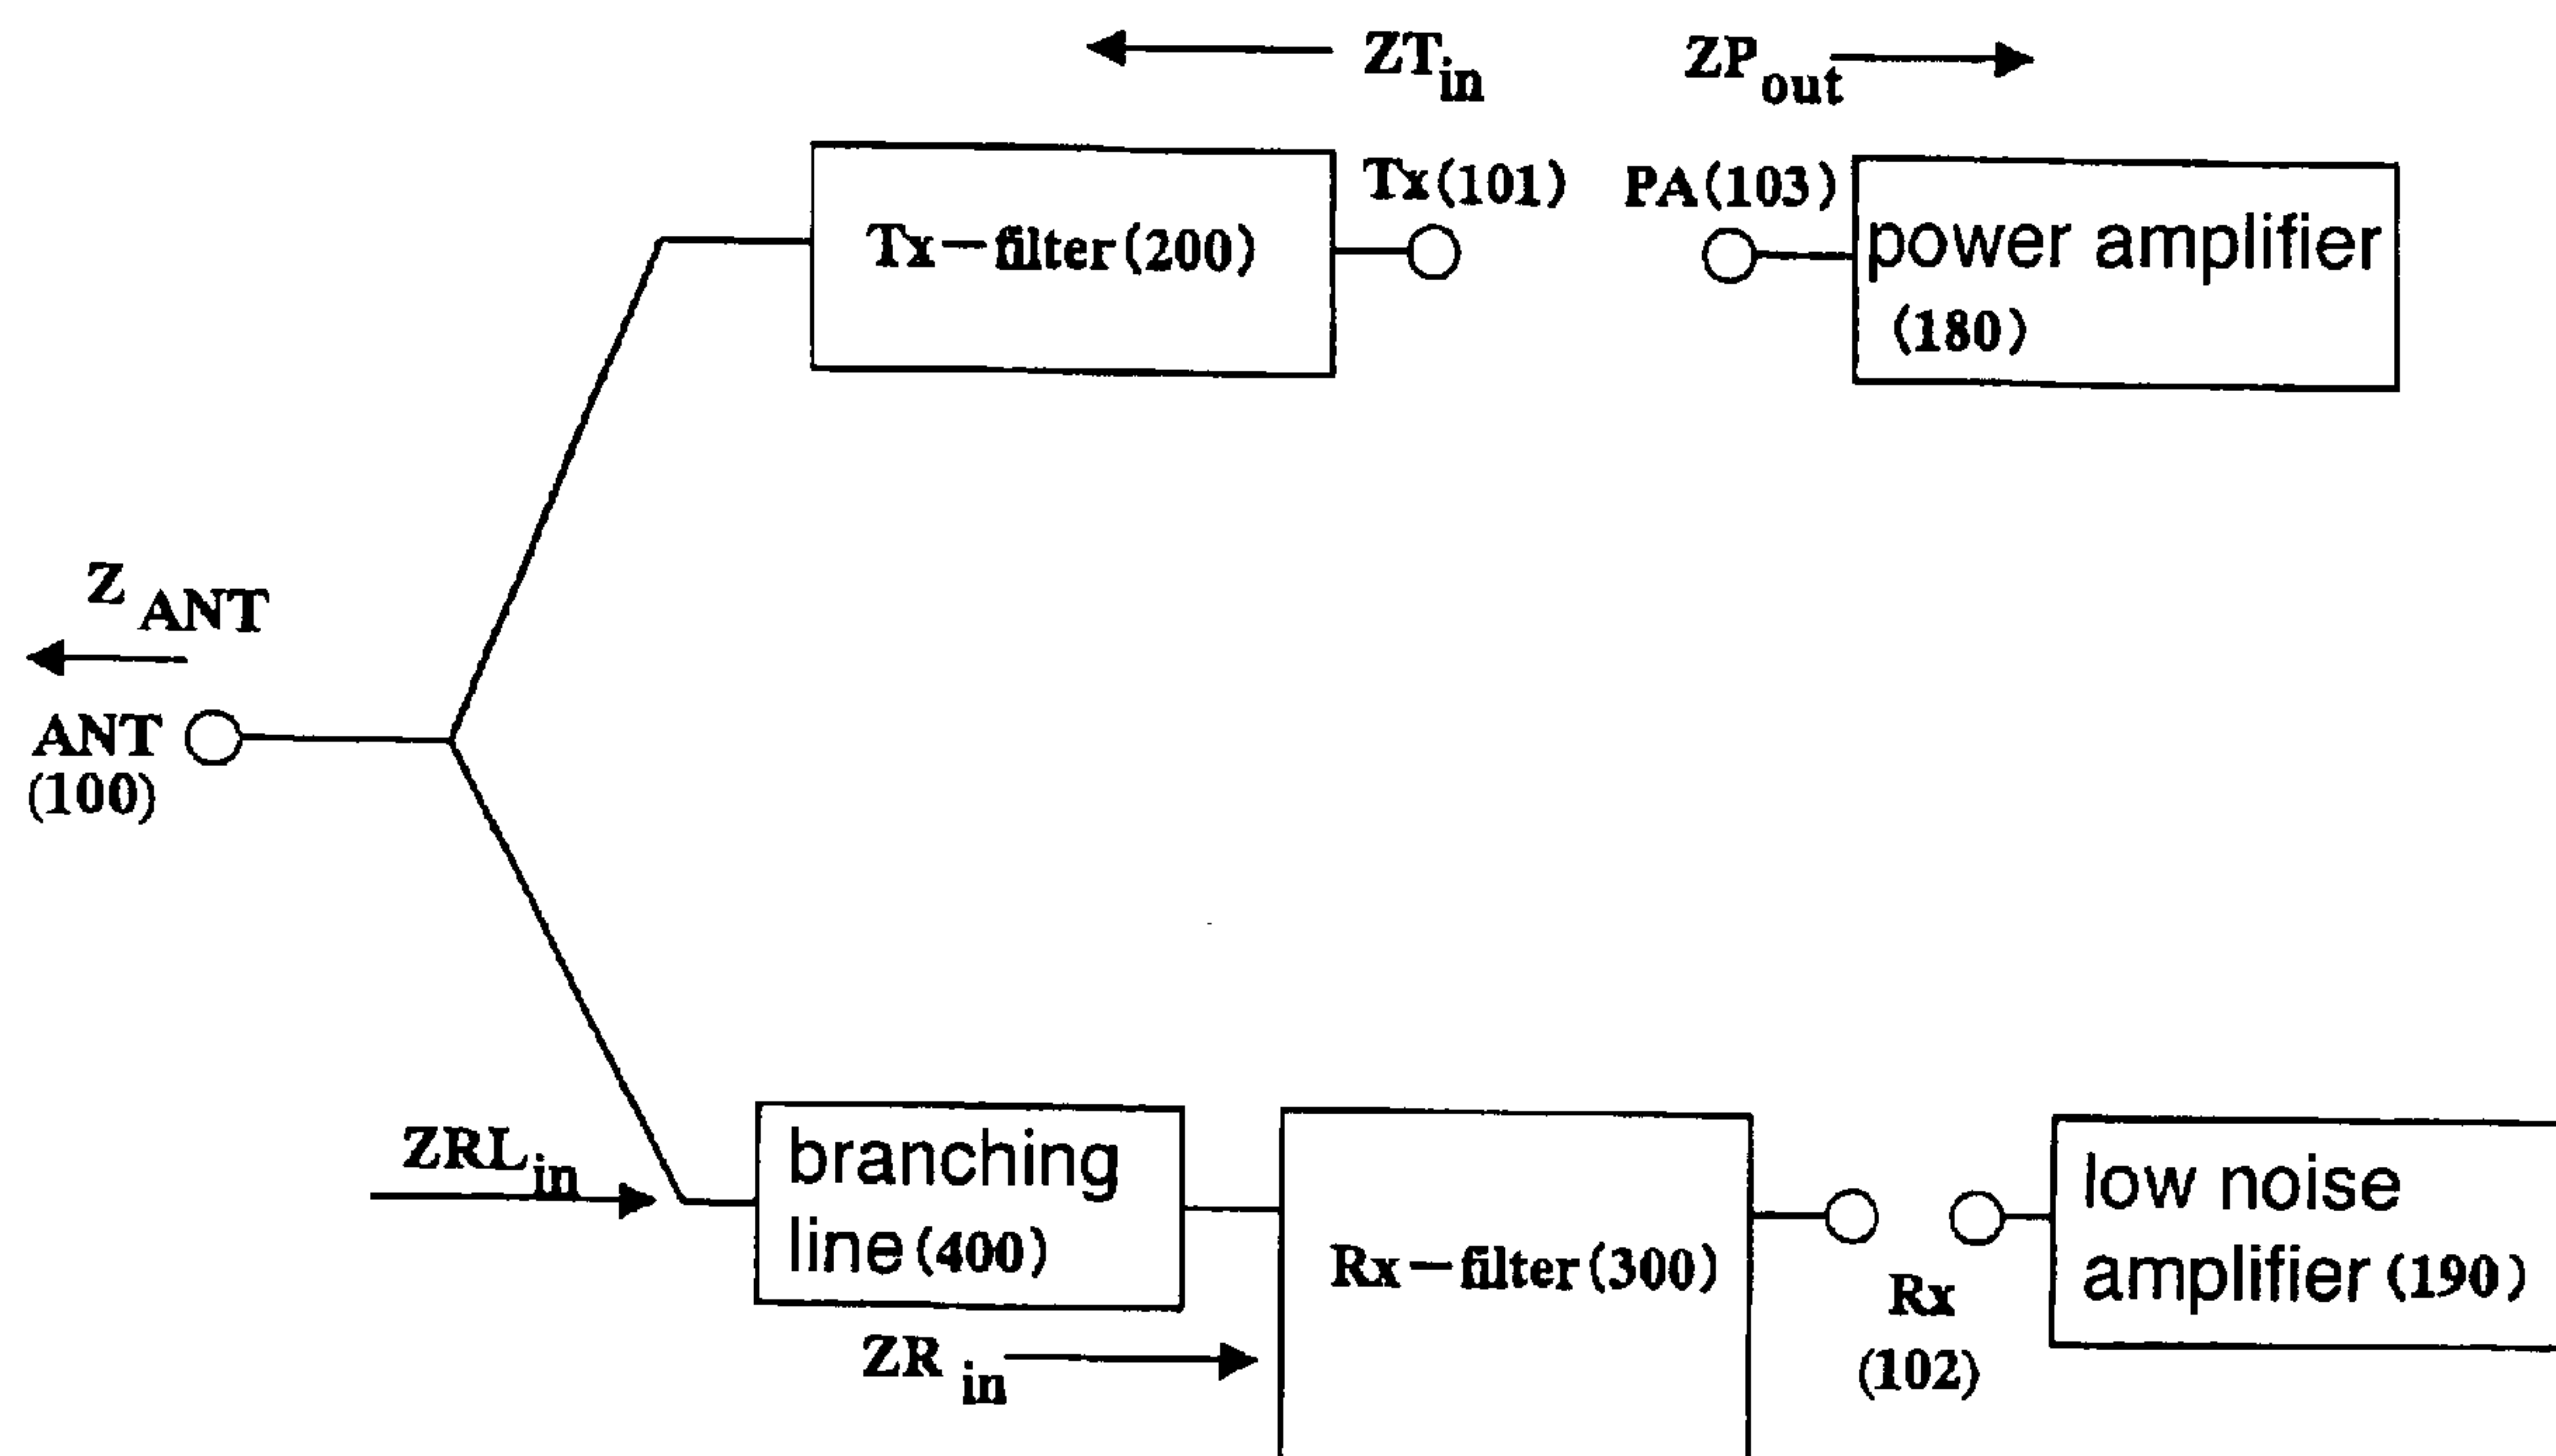 ZTin
ZPout
Tx(101)
PA(103)
Tx-filter(200)
power amplifier
(180)
Z ANT
ANT
(100)
ZRLin
branching
line(400)
Rx-filter(300)
low noise
amplifier(190)
Rx
(102)
ZR in